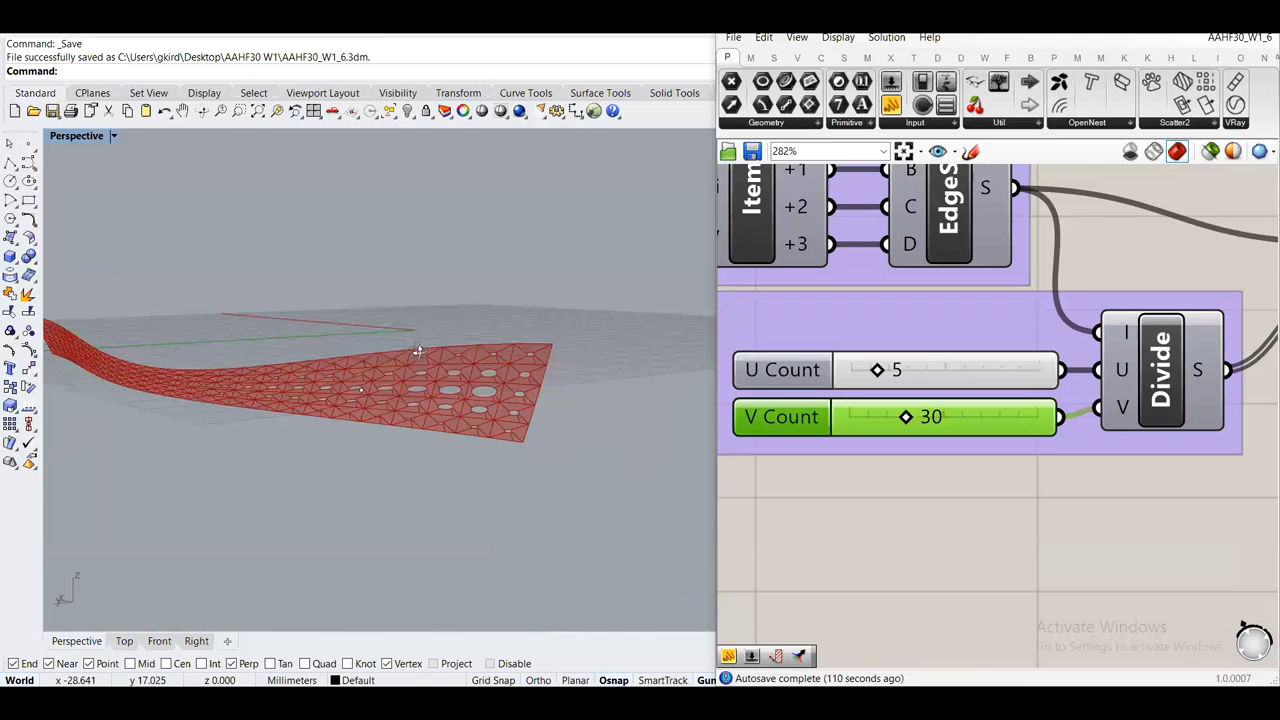 Command: _Save
File successfully saved as C:\Users\gkird\Desktop\AAHF30 W1\AAHF30_W1_6.3dm.
Command:
Standard CPlanes Set View Display Select Viewport Layout Visibility Transform Curve Tools Surface Tools Solid Tools
Perspective
z
x
Perspective Top Front Right
End Near Point Mid Cen Int Perp Tan Quad Knot Vertex Project Disable
World x -28.641 y 17.025 z 0.000 Millimeters Default Grid Snap Ortho Planar Osnap SmartTrack Gum
File Edit View Display Solution Help AAHF30_W1_6
P M S V C S M X T D D W F B P A K M L I O N
Geometry Primitive Input Util OpenNest Scatter2 VRay
282%
Item
+1
+2
+3
B
C
D
EdgeS
S
U Count 5
V Count 30
I
U
V
Divide
S
Activate Windows
Go to Settings to activate Windows.
Autosave complete (110 seconds ago) 1.0.0007